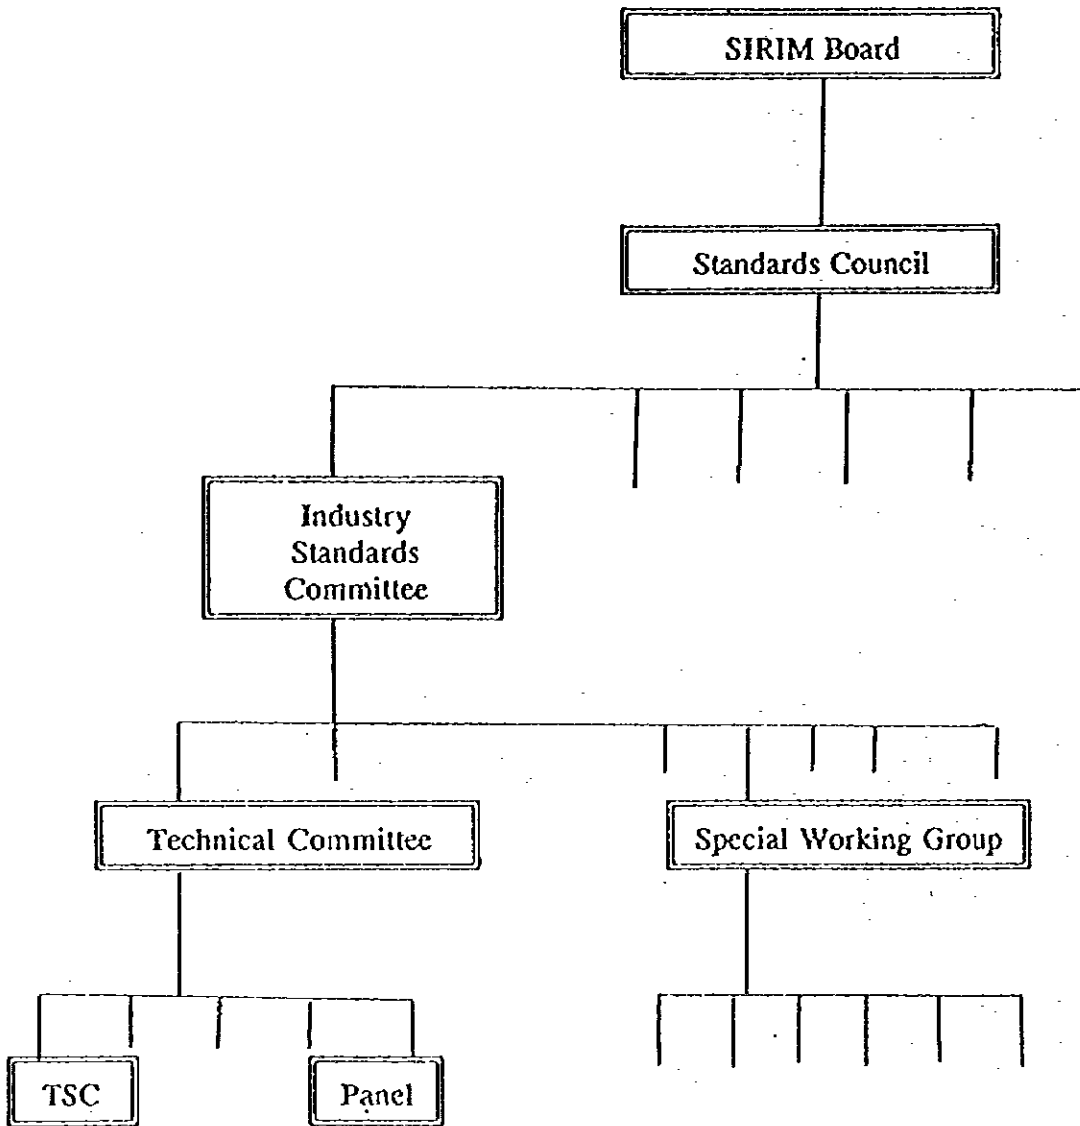 SIRIM Board
Standards Council
Industry
Standards
Committee
Technical Committee
Special Working Group
TSC
Panel